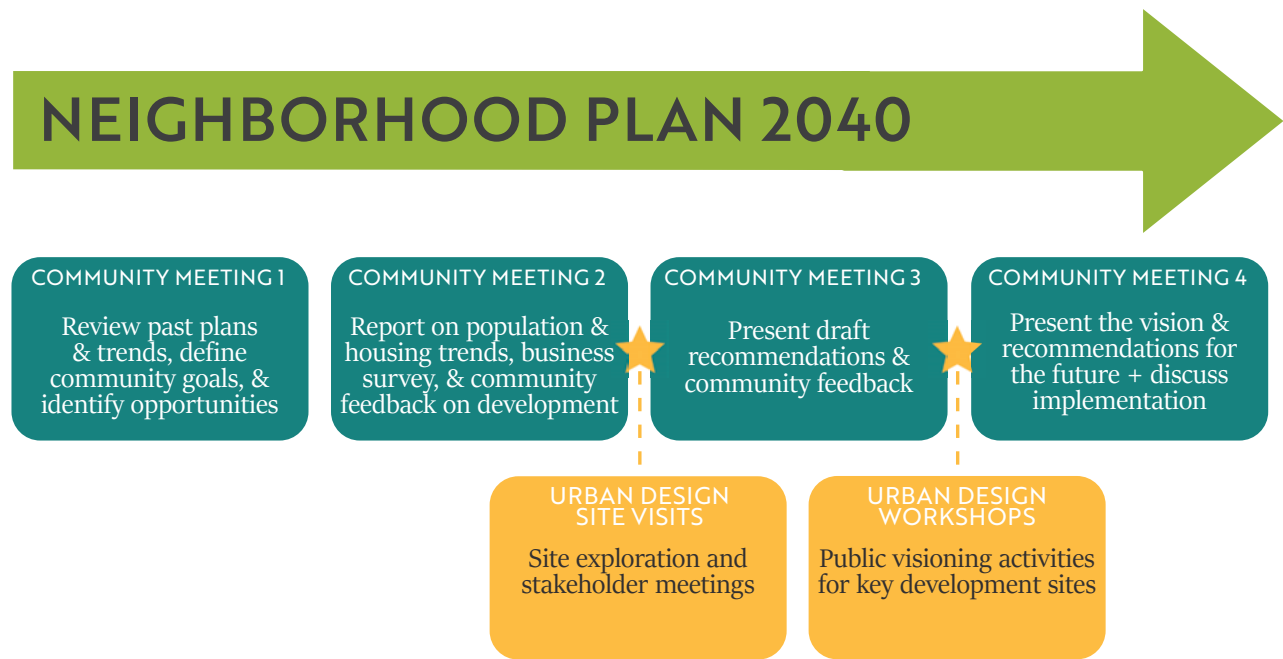 NEIGHBORHOOD PLAN 2040
COMMUNITY MEETING 1
Review past plans
& trends, define
community goals, &
identify opportunities
COMMUNITY MEETING 2
Report on population &
housing trends, business
survey, & community
feedback on development
COMMUNITY MEETING 3
Present draft
recommendations &
community feedback
COMMUNITY MEETING 4
Present the vision &
recommendations for
the future + discuss
implementation
URBAN DESIGN
SITE VISITS
Site exploration and
stakeholder meetings
URBAN DESIGN
WORKSHOPS
Public visioning activities
for key development sites